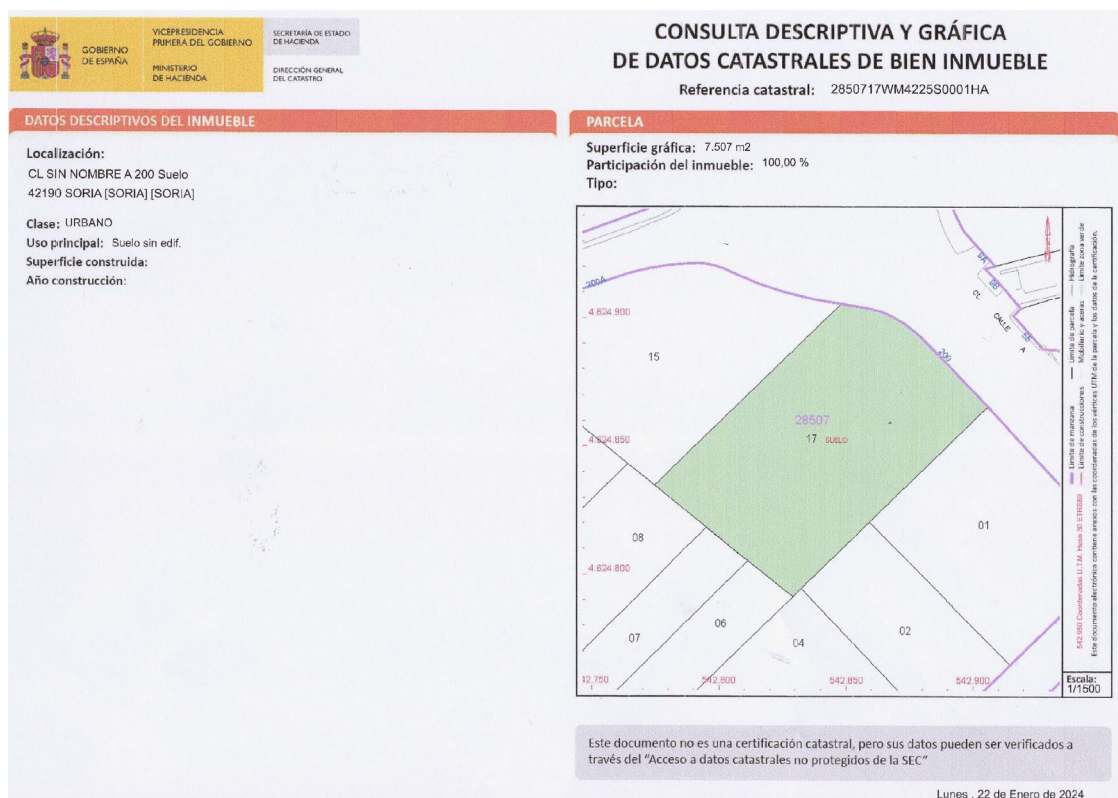 GOBIERNO
DE ESPAÑA
VICEPRESIDENCIA
PRIMERA DEL GOBIERNO
MINISTERIO
DE HACIENDA
SECRETARÍA DE ESTADO
DE HACIENDA
DIRECCIÓN GENERAL
DEL CATASTRO
CONSULTA DESCRIPTIVA Y GRÁFICA
DE DATOS CATASTRALES DE BIEN INMUEBLE
Referencia catastral: 2850717WM4225S0001HA
DATOS DESCRIPTIVOS DEL INMUEBLE
Localización:
CL SIN NOMBRE A 200 Suelo
42190 SORIA [SORIA] [SORIA]
Clase: URBANO
Uso principal: Suelo sin edif.
Superficie construida:
Año construcción:
PARCELA
Superficie gráfica: 7.507 m2
Participación del inmueble: 100,00 %
Tipo:
200A
9A
9B
CL
CALLE
A
4.624.900
15
200
28507
17 SUELO
4.624.850
01
08
4.624.800
07
06
04
02
12.750
542.800
542.850
542.900
Límite de manzana
Límite de parcela
Hidrografía
Límite de construcciones
Mobiliario y aceras
Límite zona verde
542.950 Coordenadas U.T.M. Huso 30 ETRS89
Este documento electrónico contiene anexos con las coordenadas de los vértices UTM de la parcela y los datos de la certificación.
Escala:
1/1500
Este documento no es una certificación catastral, pero sus datos pueden ser verificados a
través del "Acceso a datos catastrales no protegidos de la SEC"
Lunes , 22 de Enero de 2024